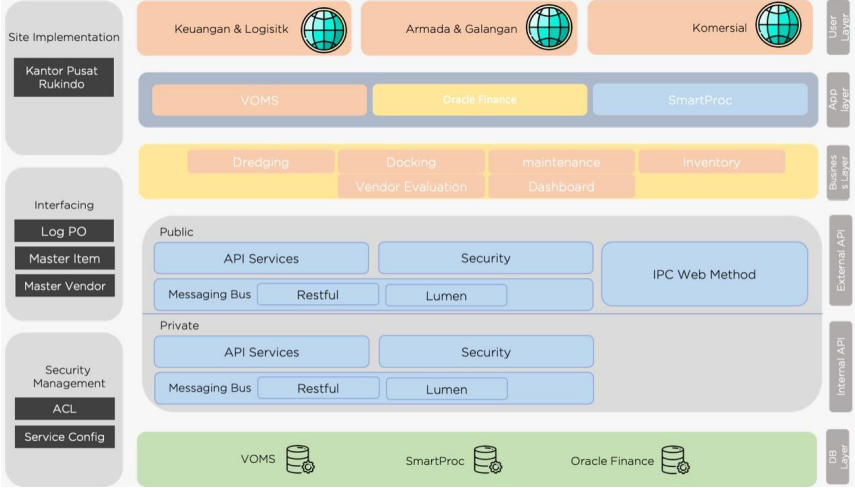 Site Implementation
Kantor Pusat
Rukindo
Interfacing
Log PO
Master Item
Master Vendor
Security
Management
ACL
Service Config
Keuangan & Logisitk
Armada & Galangan
Komersial
User
Layer
VOMS
Oracle Finance
SmartProc
App
layer
Dredging
Docking
maintenance
Inventory
Vendor Evaluation
Dashboard
Busines
s Layer
Public
API Services
Security
IPC Web Method
Messaging Bus
Restful
Lumen
External API
Private
API Services
Security
Messaging Bus
Restful
Lumen
Internal API
VOMS
SmartProc
Oracle Finance
DB
Layer